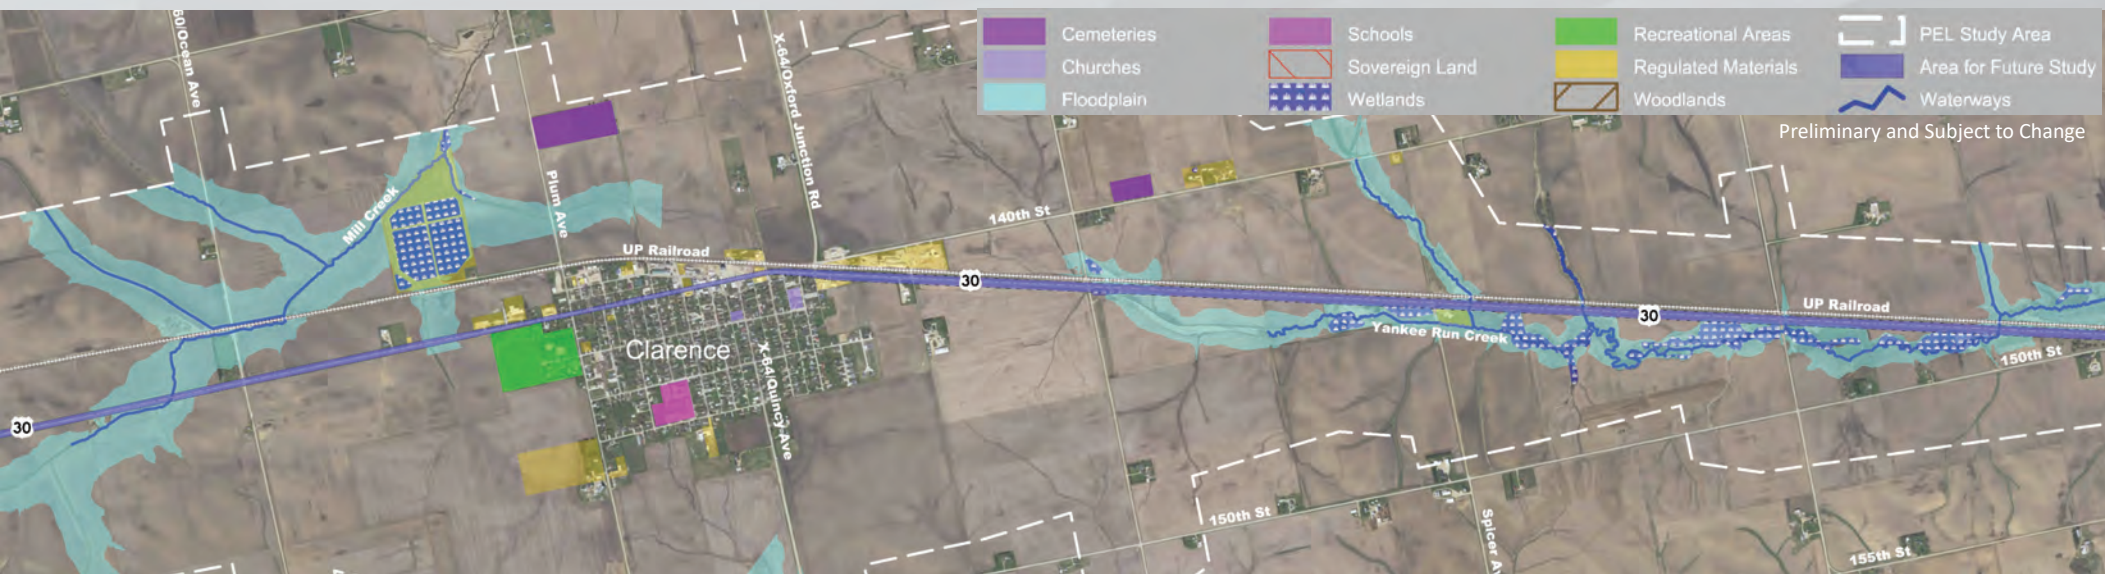 Cemeteries
Churches
Floodplain
Schools
Sovereign Land
Wetlands
Recreational Areas
Regulated Materials
Woodlands
PEL Study Area
Area for Future Study
Waterways
Preliminary and Subject to Change
60/Ocean Ave
X-64/Oxford Junction Rd
Mill Creek
Plum Ave
140th St
UP Railroad
30
30
UP Railroad
Yankee Run Creek
Clarence
X-64/Quincy Ave
150th St
30
150th St
Spicer A
155th St